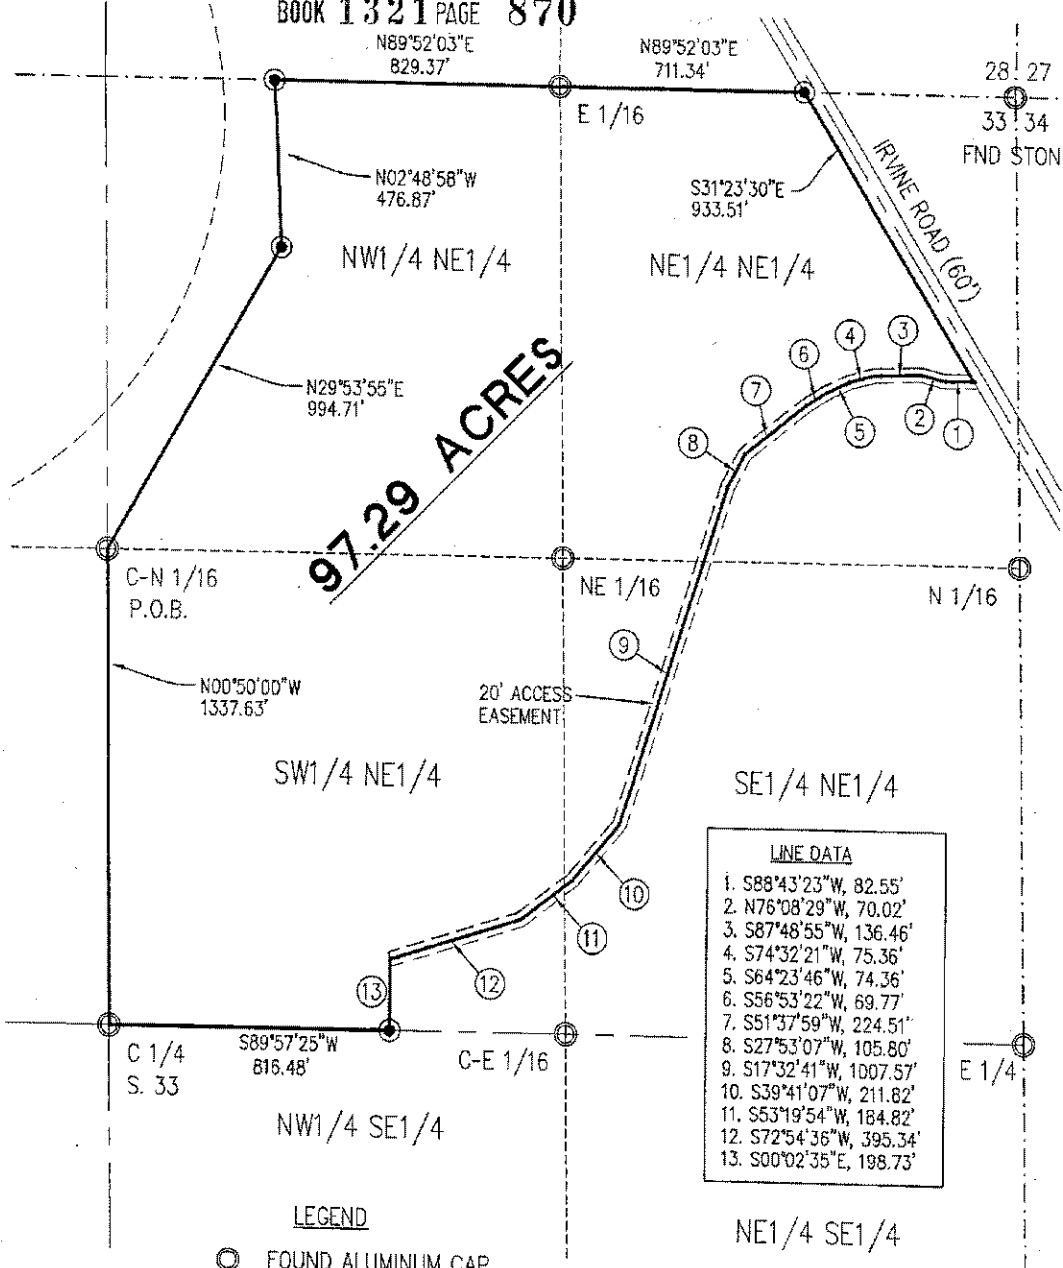 BOOK 1321 PAGE 870
N89°52'03"E
829.37'
N89°52'03"E
711.34'
28 27
33 34
FND STON
E 1/16
IRVINE ROAD (60')
N02°48'58"W
476.87'
S31°23'30"E
933.51'
NW1/4 NE1/4
NE1/4 NE1/4
N29°53'55"E
994.71'
97.29 ACRES
1
2
3
4
5
6
7
8
C-N 1/16
P.O.B.
NE 1/16
N 1/16
9
N00°50'00"W
1337.63'
20' ACCESS
EASEMENT
SW1/4 NE1/4
SE1/4 NE1/4
10
11
12
13
LINE DATA
1. S88°43'23"W, 82.55'
2. N76°08'29"W, 70.02'
3. S87°48'55"W, 136.46'
4. S74°32'21"W, 75.36'
5. S64°23'46"W, 74.36'
6. S56°53'22"W, 69.77'
7. S51°37'59"W, 224.51'
8. S27°53'07"W, 105.80'
9. S17°32'41"W, 1007.57'
10. S39°41'07"W, 211.82'
11. S53°19'54"W, 184.82'
12. S72°54'36"W, 395.34'
13. S00°02'35"E, 198.73'
C 1/4
S. 33
S89°57'25"W
816.48'
C-E 1/16
E 1/4
NW1/4 SE1/4
NE1/4 SE1/4
LEGEND
FOUND ALUMINUM CAP